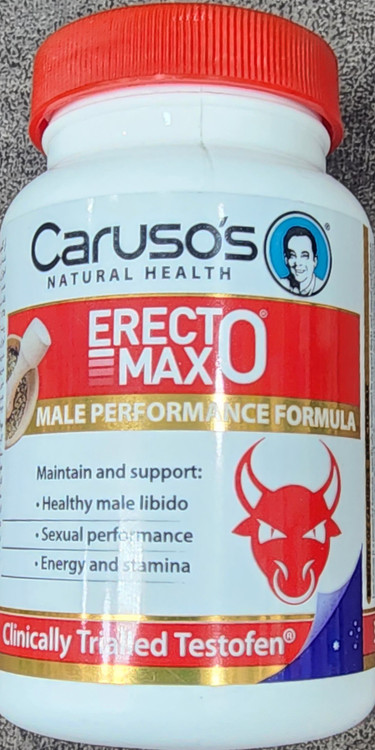 Caruso's
NATURAL HEALTH
ERECTO®
MAX
MALE PERFORMANCE FORMULA
Maintain and support:
• Healthy male libido
• Sexual performance
• Energy and stamina
Clinically Trialled Testofen®